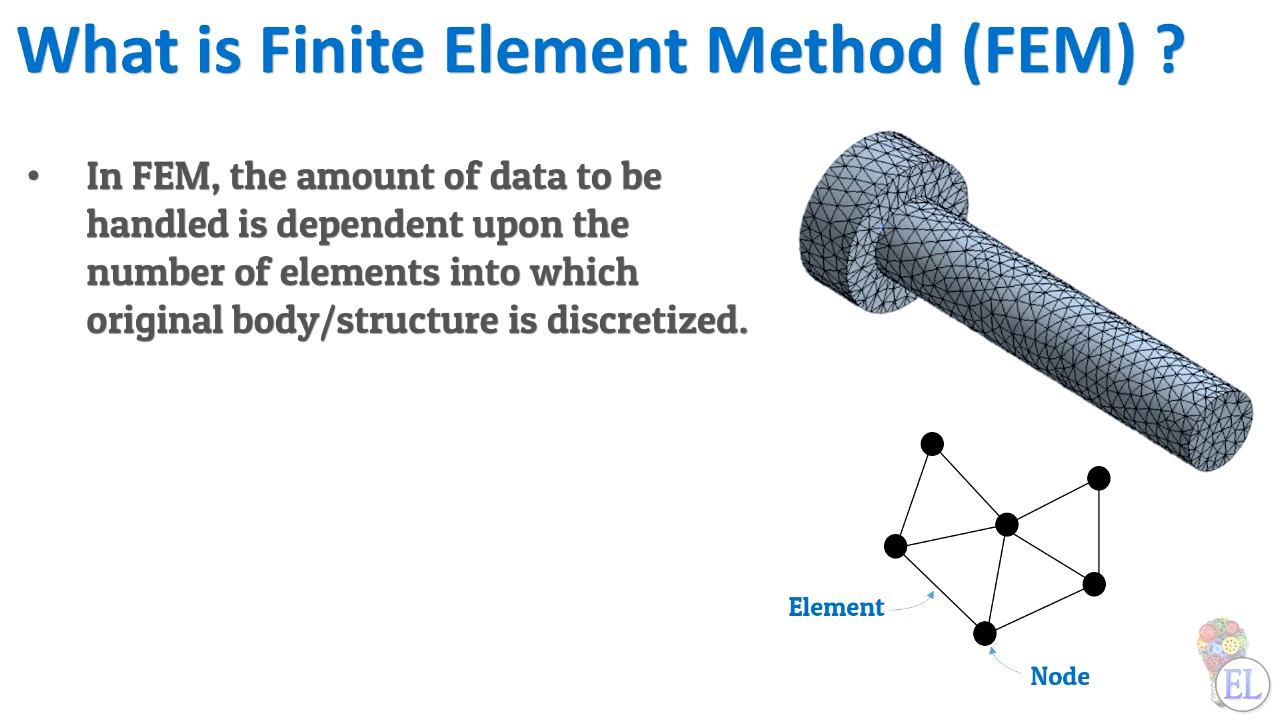 What is Finite Element Method (FEM) ?
• In FEM, the amount of data to be
handled is dependent upon the
number of elements into which
original body/structure is discretized.
Element
Node
EL